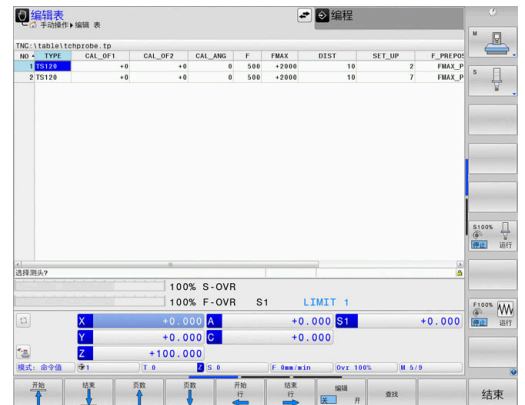 编辑表
手动操作▸编辑 表
编程
TNC:\table\tchprobe.tp
NO TYPE CAL_OF1 CAL_OF2 CAL_ANG F FMAX DIST SET_UP F_PREPOS
1 TS120 +0 +0 0 500 +2000 10 2 FMAX_P
2 TS120 +0 +0 0 500 +2000 10 7 FMAX_P
选择测头?
100% S-OVR
100% F-OVR S1 LIMIT 1
X +0.000 A +0.000 S1 +0.000
Y +0.000 C +0.000
Z +100.000
模式: 命令值 1 T 0 Z S 0 F 0mm/min Ovr 100% M 5/9
M
S
S100%
停止 运行
F100%
停止 运行
开始 结束 页数 页数 开始行 结束行 编辑 关 开 查找 结束